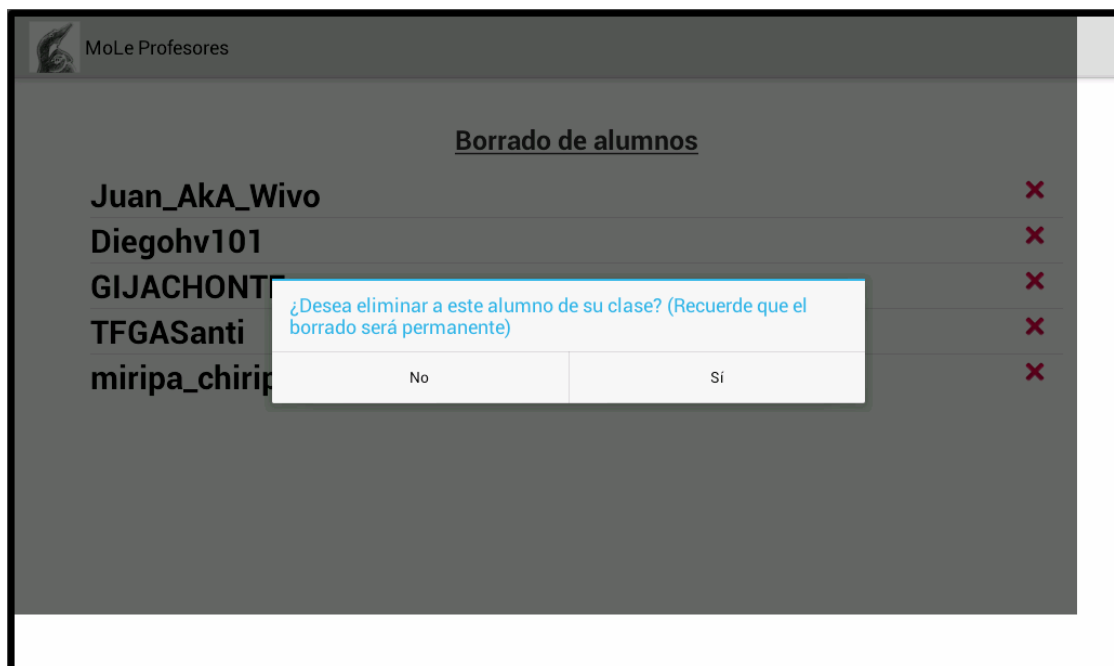 MoLe Profesores
Borrado de alumnos
Juan_AkA_Wivo
Diegohv101
GIJACHONTE
TFGASanti
¿Desea eliminar a este alumno de su clase? (Recuerde que el
borrado será permanente)
No Sí